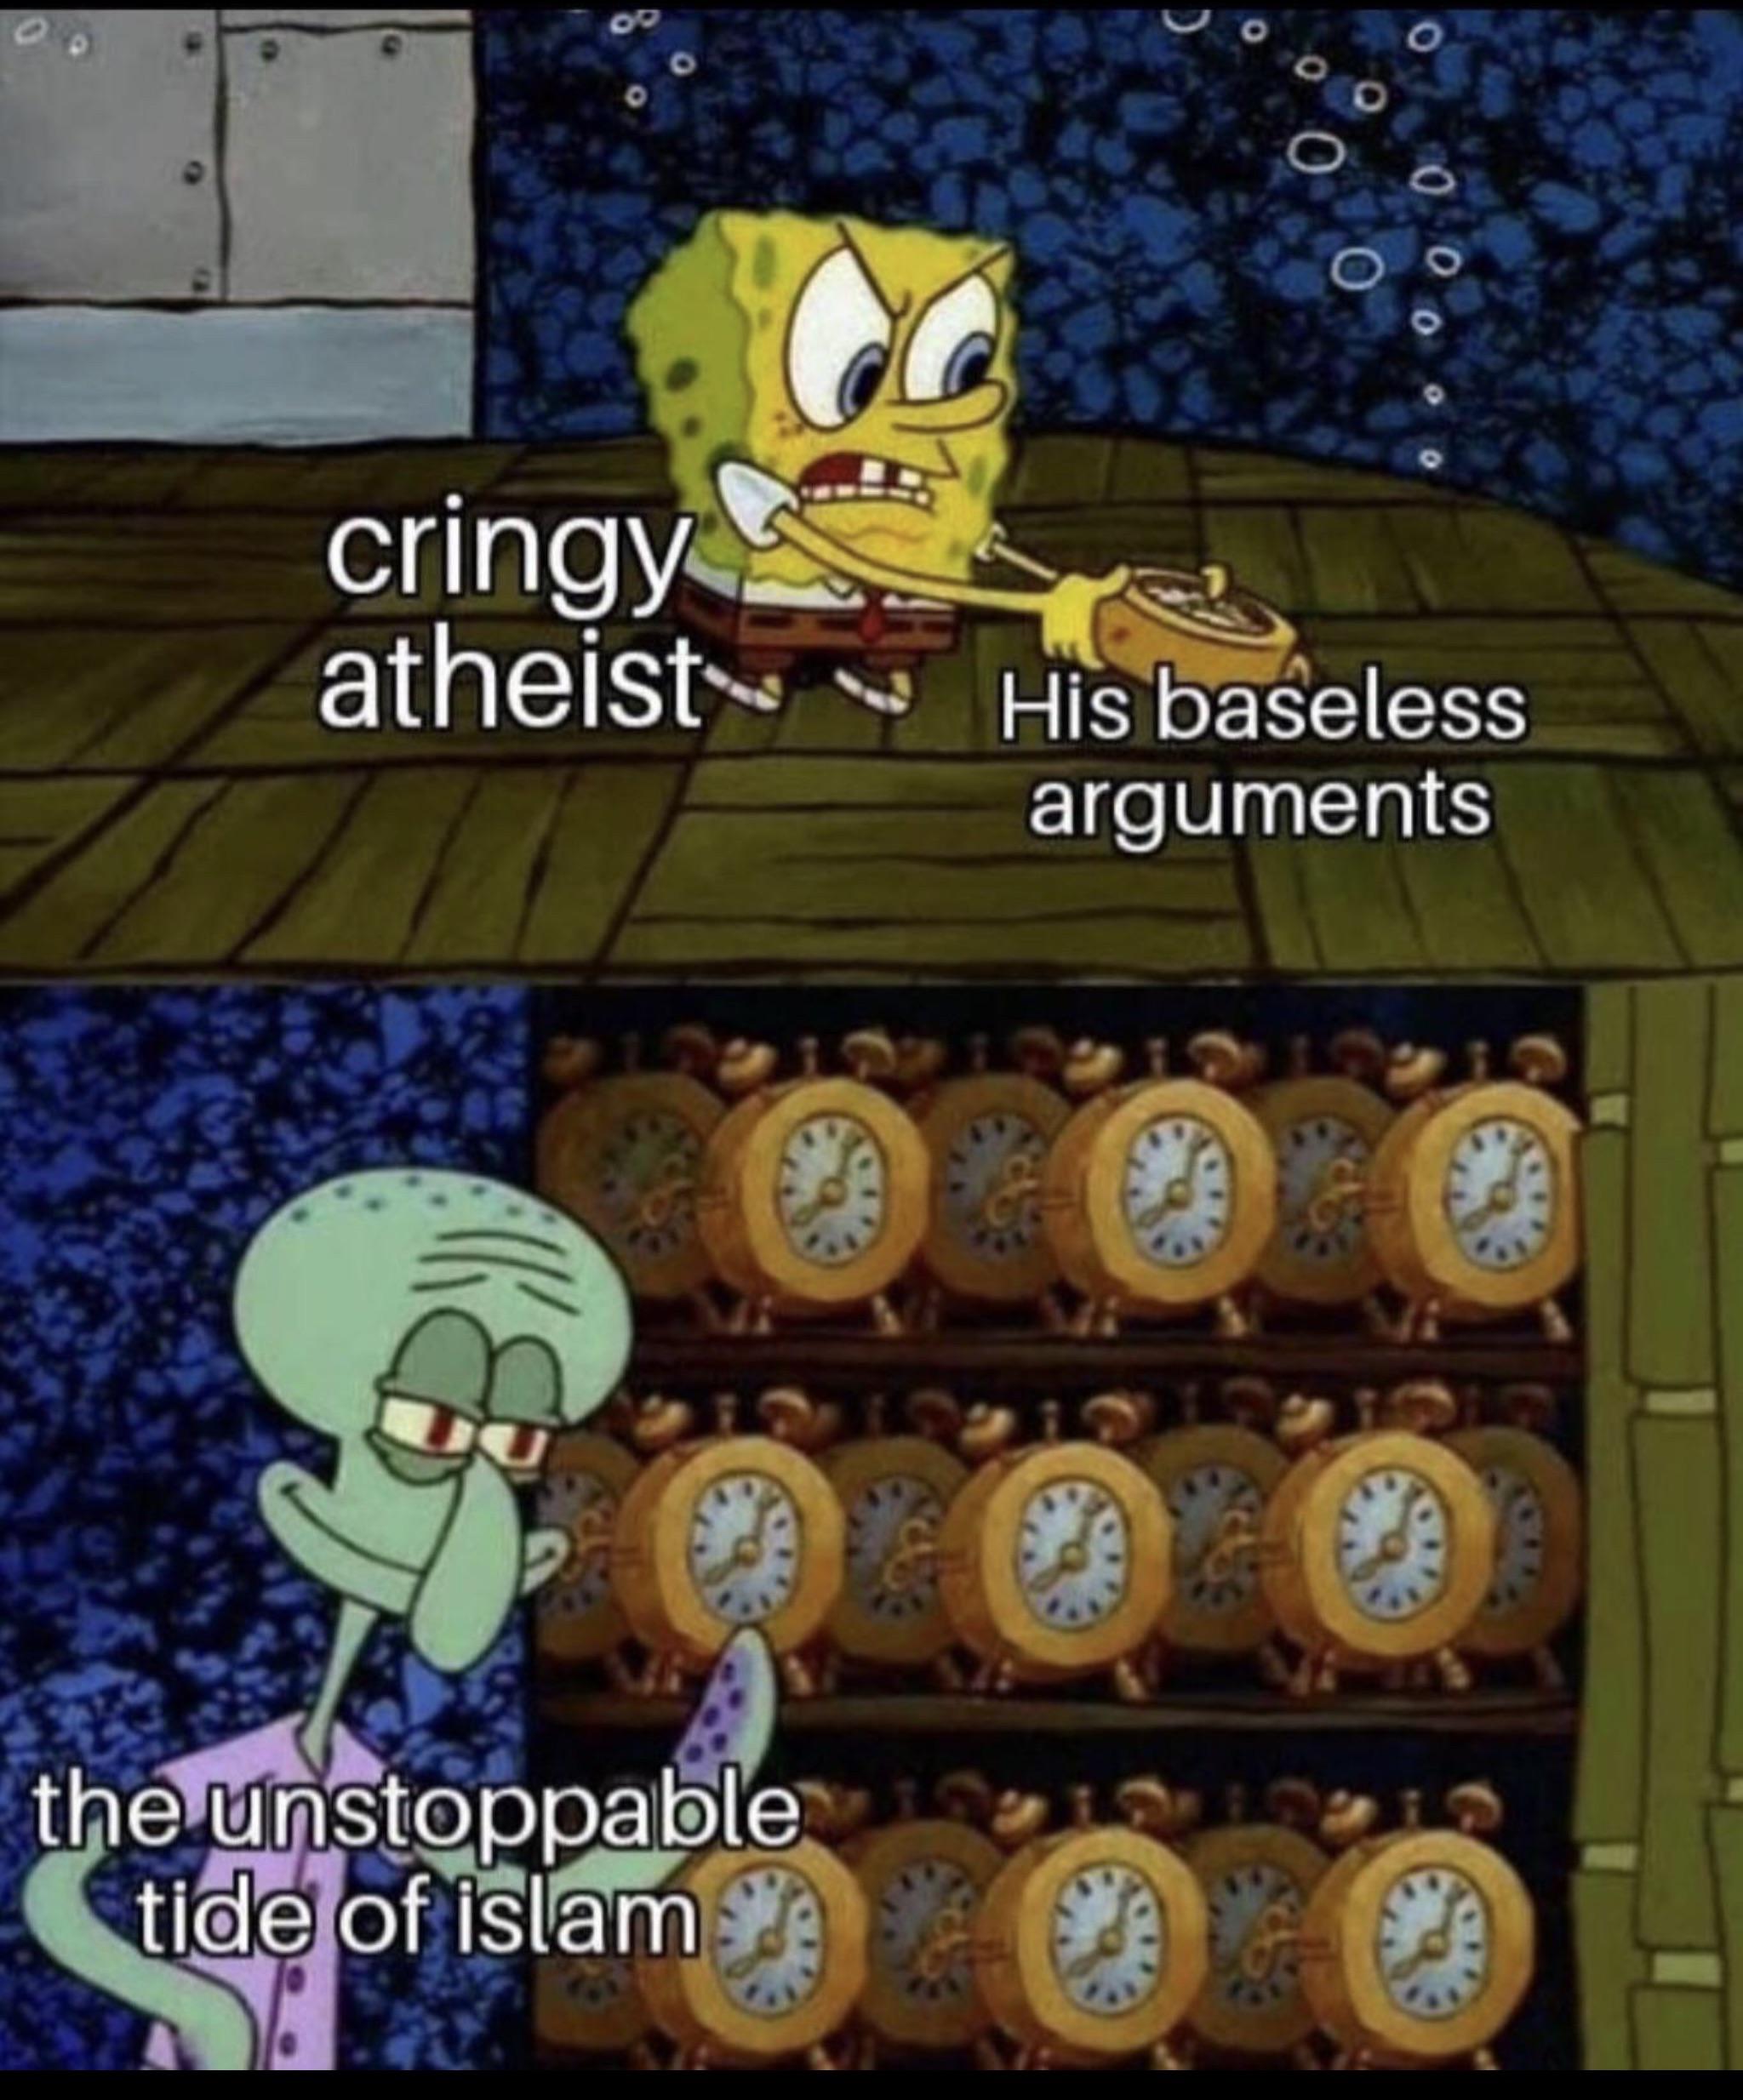 cringy
atheist
His baseless
arguments
the unstoppable
tide of islam